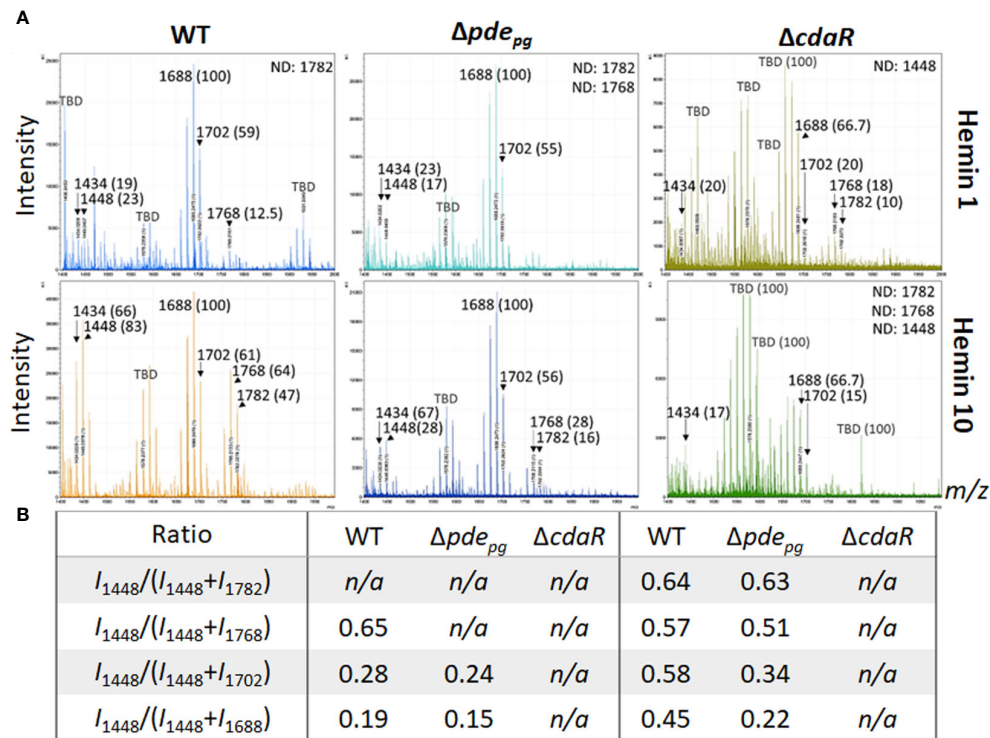 A
WT
Δpde_pg
ΔcdaR
Intensity
ND: 1782
TBD
1688 (100)
1702 (59)
1434 (19)
1448 (23)
TBD
1768 (12.5)
TBD
ND: 1782
ND: 1768
1688 (100)
1702 (55)
1434 (23)
1448 (17)
TBD
ND: 1448
TBD (100)
TBD
TBD
TBD
1688 (66.7)
1702 (20)
1768 (18)
1782 (10)
1434 (20)
Hemin 1
Intensity
1688 (100)
1434 (66)
1448 (83)
1702 (61)
1768 (64)
1782 (47)
TBD
1688 (100)
1702 (56)
TBD
1434 (67)
1448(28)
1768 (28)
1782 (16)
TBD (100)
ND: 1782
ND: 1768
ND: 1448
TBD (100)
1688 (66.7)
1702 (15)
1434 (17)
TBD (100)
Hemin 10
m/z
B
Ratio WT Δpde_pg ΔcdaR WT Δpde_pg ΔcdaR
I1448/(I1448+I1782) n/a n/a n/a 0.64 0.63 n/a
I1448/(I1448+I1768) 0.65 n/a n/a 0.57 0.51 n/a
I1448/(I1448+I1702) 0.28 0.24 n/a 0.58 0.34 n/a
I1448/(I1448+I1688) 0.19 0.15 n/a 0.45 0.22 n/a